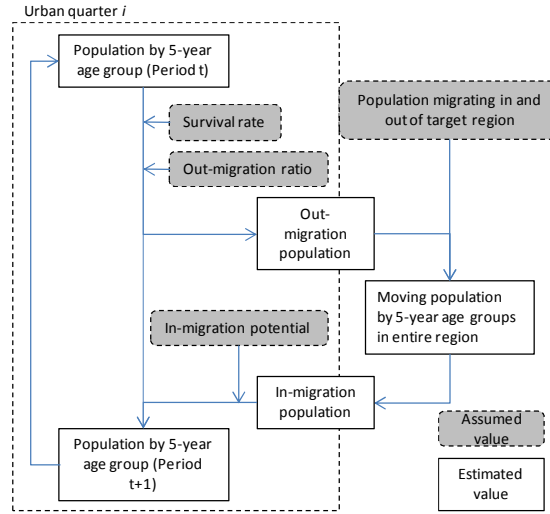 Urban quarter i
Population by 5-year
age group (Period t)
Survival rate
Out-migration ratio
Population migrating in and
out of target region
Out-
migration
population
Moving population
by 5-year age groups
in entire region
In-migration potential
In-migration
population
Population by 5-year
age group (Period
t+1)
Assumed
value
Estimated
value